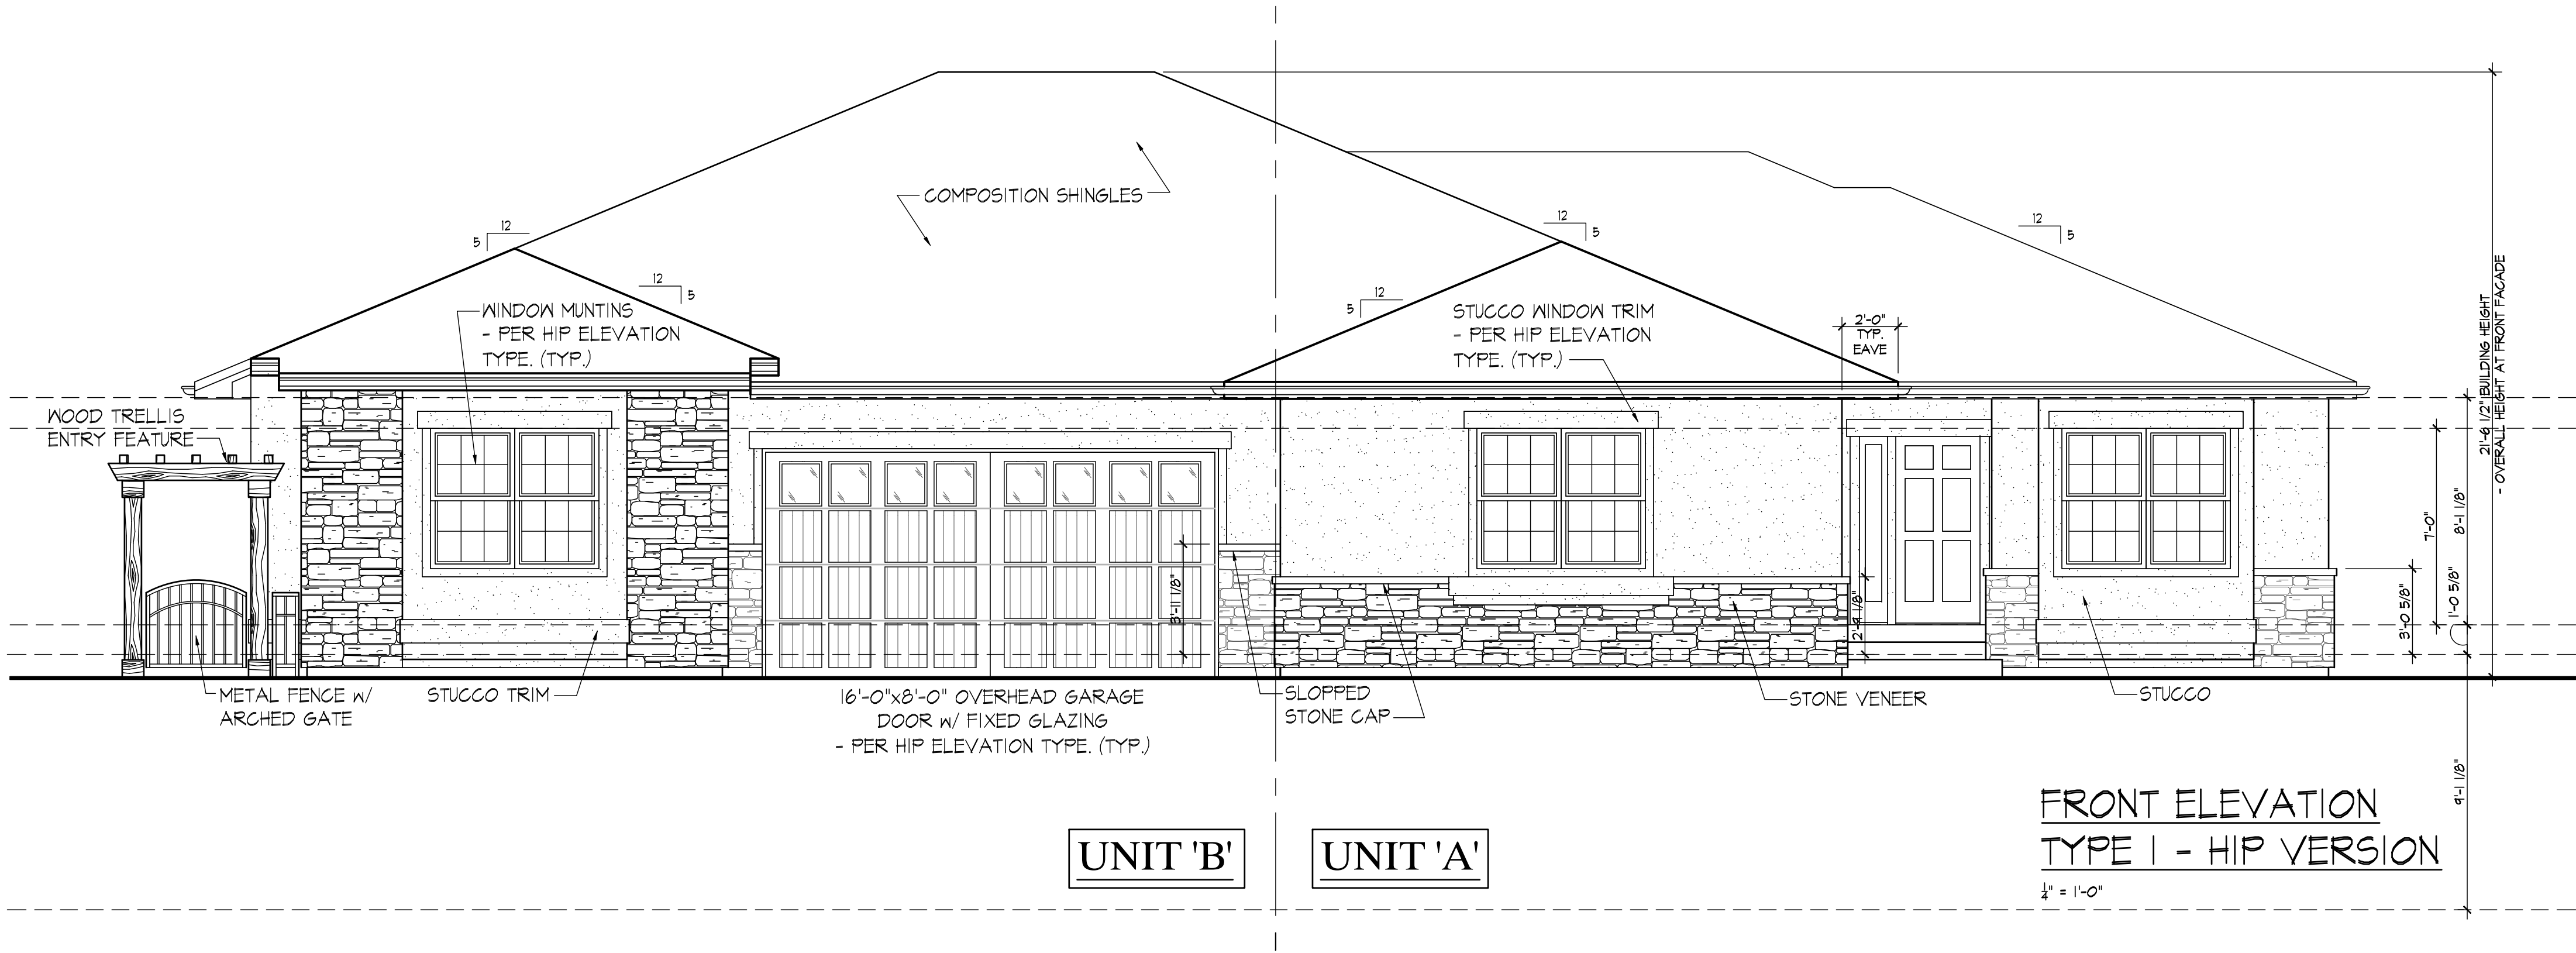 COMPOSITION SHINGLES
12
5
12
5
WINDOW MUNTINS
- PER HIP ELEVATION
TYPE. (TYP.)
12
5
12
5
STUCCO WINDOW TRIM
- PER HIP ELEVATION
TYPE. (TYP.)
2'-0"
TYP.
EAVE
12
5
WOOD TRELLIS
ENTRY FEATURE
21'-6 1/2" BUILDING HEIGHT
- OVERALL HEIGHT AT FRONT FACADE
8'-1 1/8"
7'-0"
1'-0 5/8"
3'-0 5/8"
3'-11 1/8"
2'-9 1/8"
METAL FENCE W/
ARCHED GATE
STUCCO TRIM
16'-0"x8'-0" OVERHEAD GARAGE
DOOR W/ FIXED GLAZING
- PER HIP ELEVATION TYPE. (TYP.)
SLOPPED
STONE CAP
STONE VENEER
STUCCO
9'-1 1/8"
UNIT 'B'
UNIT 'A'
FRONT ELEVATION
TYPE 1 - HIP VERSION
1/4" = 1'-0"